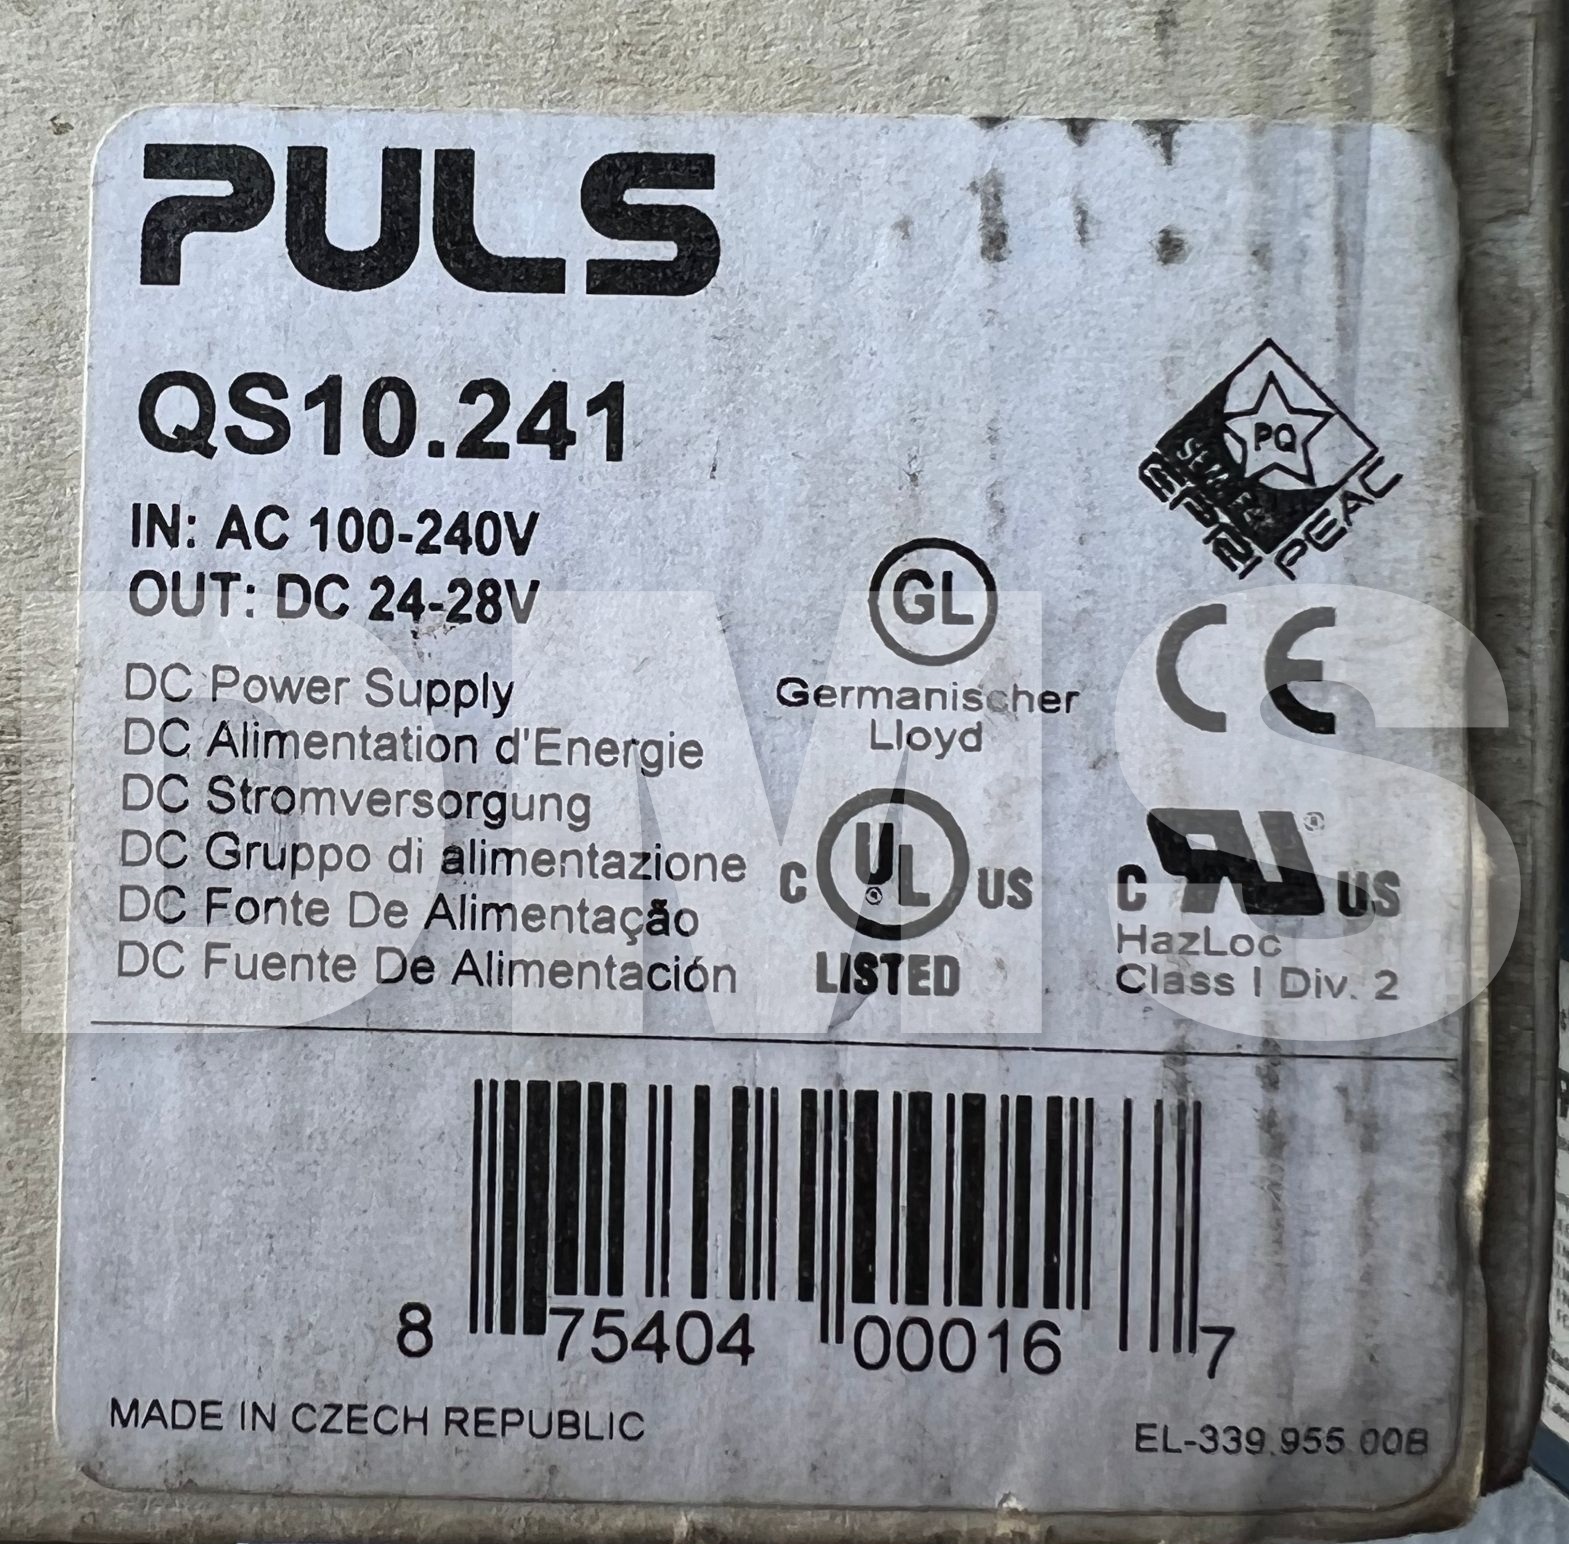 PULS
QS10.241
IN: AC 100-240V
OUT: DC 24-28V
DC Power Supply
DC Alimentation d'Energie
DC Stromversorgung
DC Gruppo di alimentazione
DC Fonte De Alimentação
DC Fuente De Alimentación
PQ
GL
Germanischer
Lloyd
CE
C UL US
LISTED
C RU US
HazLoc
Class I Div. 2
DMS
8 75404 00016 7
MADE IN CZECH REPUBLIC
EL-339.955.00B